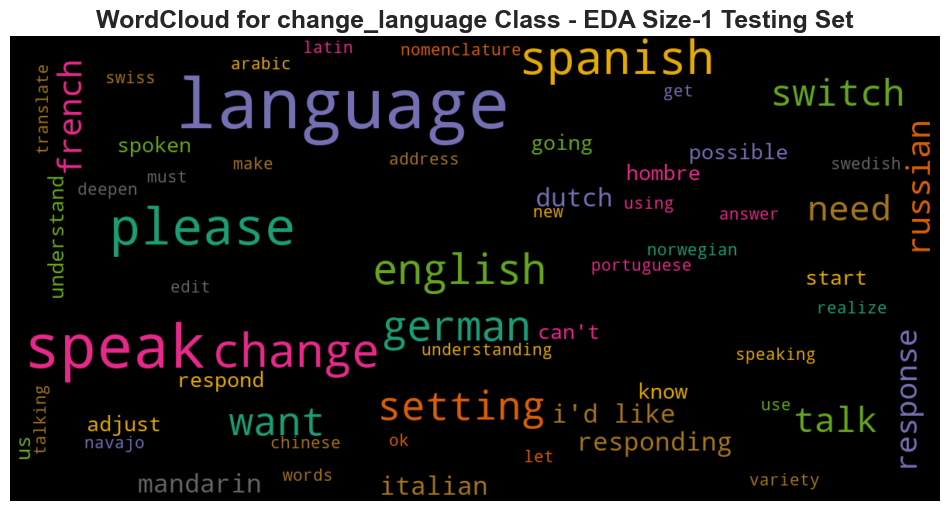 WordCloud for change_language Class - EDA Size-1 Testing Set
latin
nomenclature
spanish
arabic
swiss
translate
french
language
get
switch
spoken
going
possible
russian
make
address
swedish
must
deepen
hombre
understand
dutch
using
new
answer
need
please
norwegian
portuguese
english
start
edit
realize
german
can't
speak
change
understanding
speaking
response
respond
know
setting
use
i'd like
talk
want
adjust
talking
us
navajo
chinese
ok
responding
let
words
mandarin
italian
variety